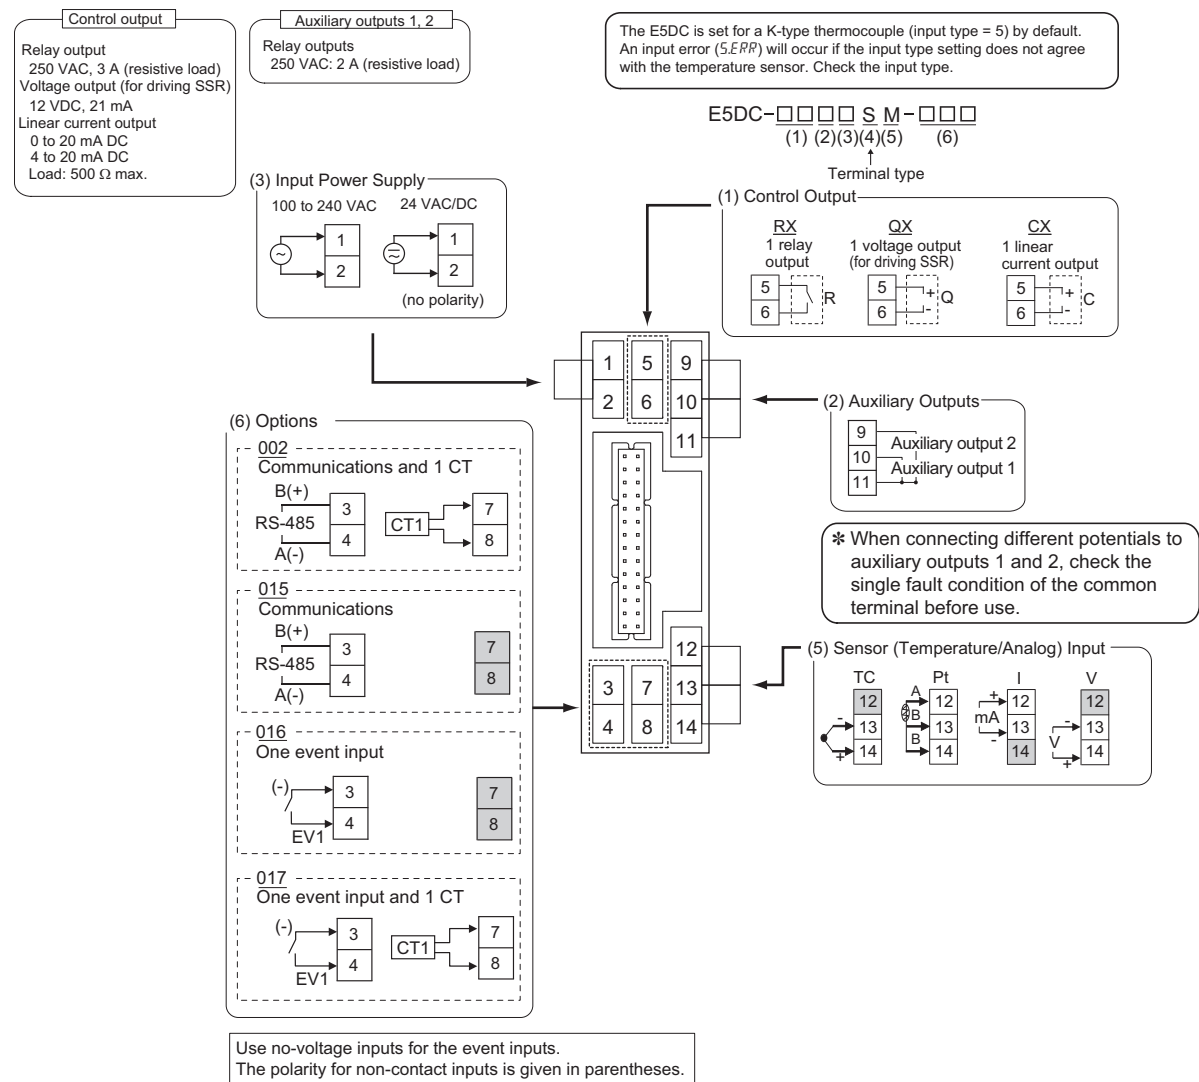 Control output
Relay output
250 VAC, 3 A (resistive load)
Voltage output (for driving SSR)
12 VDC, 21 mA
Linear current output
0 to 20 mA DC
4 to 20 mA DC
Load: 500 Ω max.
Auxiliary outputs 1, 2
Relay outputs
250 VAC: 2 A (resistive load)
The E5DC is set for a K-type thermocouple (input type = 5) by default.
An input error (S.ERR) will occur if the input type setting does not agree
with the temperature sensor. Check the input type.
E5DC-□□□□ S M-□□□
(1) (2)(3)(4)(5) (6)
Terminal type
(3) Input Power Supply
100 to 240 VAC 24 VAC/DC
1 1
2 2
(no polarity)
(1) Control Output
RX QX CX
1 relay
output
1 voltage output
(for driving SSR)
1 linear
current output
5 R
6
5 + Q
6 -
5 + C
6 -
1 5 9
2 6 10
11
12
3 7 13
4 8 14
(2) Auxiliary Outputs
9
Auxiliary output 2
10
Auxiliary output 1
11
✻ When connecting different potentials to
auxiliary outputs 1 and 2, check the
single fault condition of the common
terminal before use.
(5) Sensor (Temperature/Analog) Input
TC Pt I V
12
- 13
+ 14
A 12
B 13
B 14
+ 12
mA 13
- 14
12
- 13
V
+ 14
(6) Options
002
Communications and 1 CT
B(+)
RS-485
A(-)
3
4
CT1
7
8
015
Communications
B(+)
RS-485
A(-)
3
4
7
8
016
One event input
(-)
EV1
3
4
7
8
017
One event input and 1 CT
(-)
EV1
3
4
CT1
7
8
Use no-voltage inputs for the event inputs.
The polarity for non-contact inputs is given in parentheses.